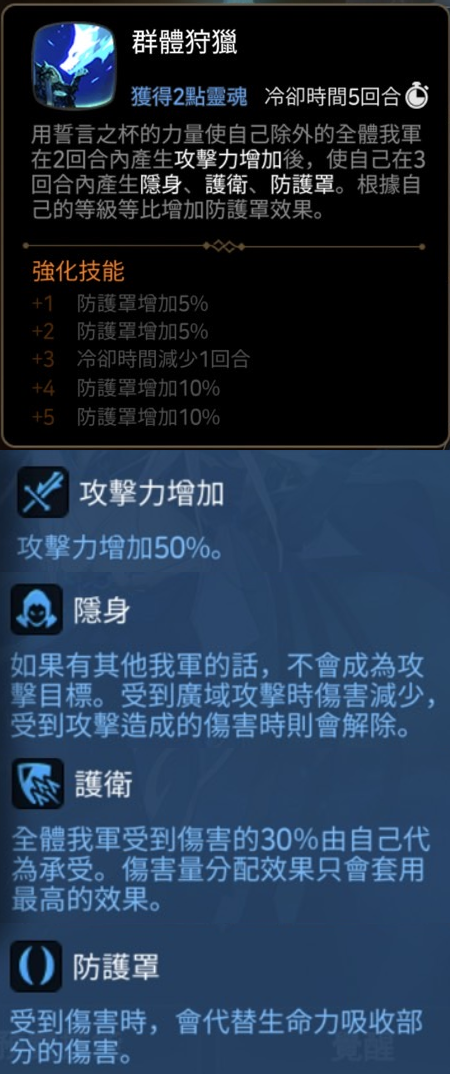 群體狩獵
獲得2點靈魂 冷卻時間5回合
用誓言之杯的力量使自己除外的全體我軍
在2回合內產生攻擊力增加後，使自己在3
回合內產生隱身、護衛、防護罩。根據自
己的等級等比增加防護罩效果。
強化技能
+1 防護罩增加5%
+2 防護罩增加5%
+3 冷卻時間減少1回合
+4 防護罩增加10%
+5 防護罩增加10%
攻擊力增加
攻擊力增加50%。
隱身
如果有其他我軍的話，不會成為攻
擊目標。受到廣域攻擊時傷害減少，
受到攻擊造成的傷害時則會解除。
護衛
全體我軍受到傷害的30%由自己代
為承受。傷害量分配效果只會套用
最高的效果。
防護罩
受到傷害時，會代替生命力吸收部
分的傷害。
覺醒